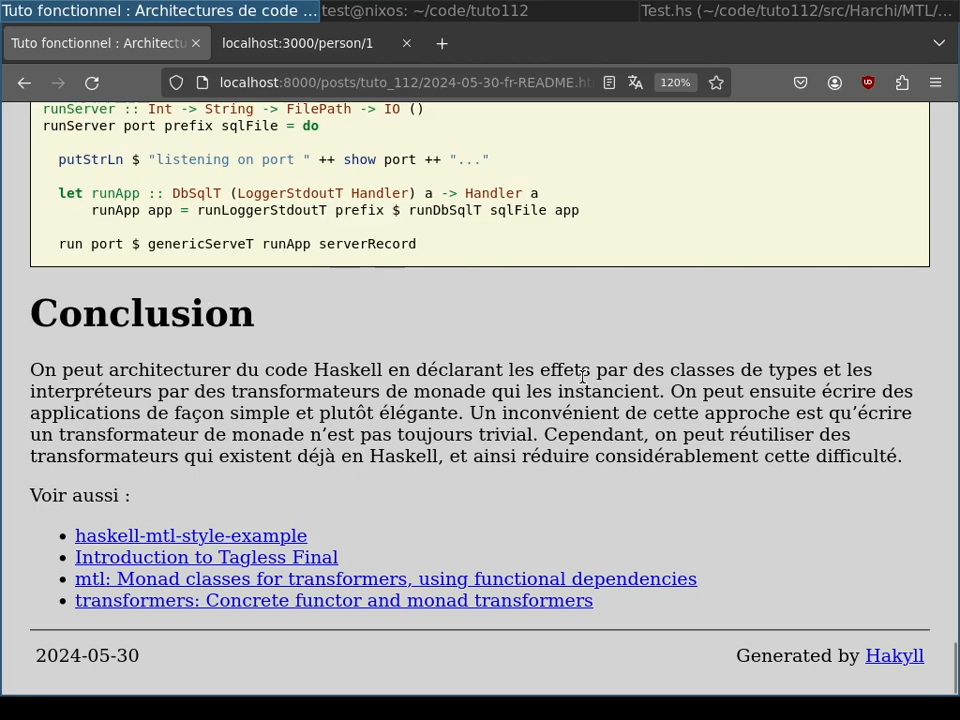 Tuto fonctionnel : Architectures de code ... test@nixos: ~/code/tuto112 Test.hs (~/code/tuto112/src/Harchi/MTL/...
Tuto fonctionnel : Architectu localhost:3000/person/1
localhost:8000/posts/tuto_112/2024-05-30-fr-README.ht 120%
runServer :: Int -> String -> FilePath -> IO ()
runServer port prefix sqlFile = do
putStrLn $ "listening on port " ++ show port ++ "..."
let runApp :: DbSqlT (LoggerStdoutT Handler) a -> Handler a
runApp app = runLoggerStdoutT prefix $ runDbSqlT sqlFile app
run port $ genericServeT runApp serverRecord
Conclusion
On peut architecturer du code Haskell en déclarant les effets par des classes de types et les
interpréteurs par des transformateurs de monade qui les instancient. On peut ensuite écrire des
applications de façon simple et plutôt élégante. Un inconvénient de cette approche est qu’écrire
un transformateur de monade n’est pas toujours trivial. Cependant, on peut réutiliser des
transformateurs qui existent déjà en Haskell, et ainsi réduire considérablement cette difficulté.
Voir aussi :
• haskell-mtl-style-example
• Introduction to Tagless Final
• mtl: Monad classes for transformers, using functional dependencies
• transformers: Concrete functor and monad transformers
2024-05-30 Generated by Hakyll